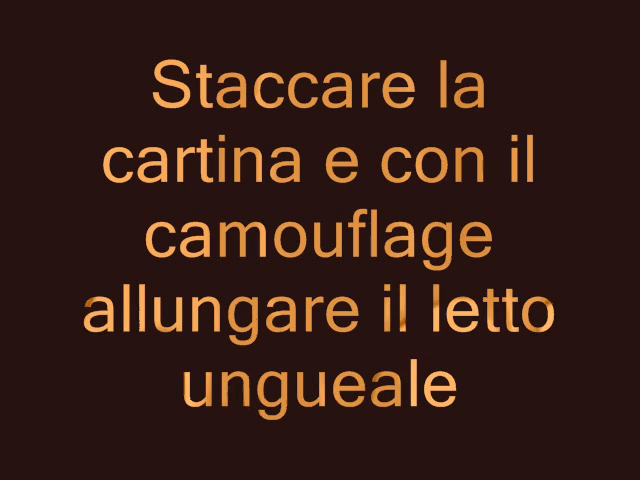 Staccare la
cartina e con il
camouflage
allungare il letto
ungueale